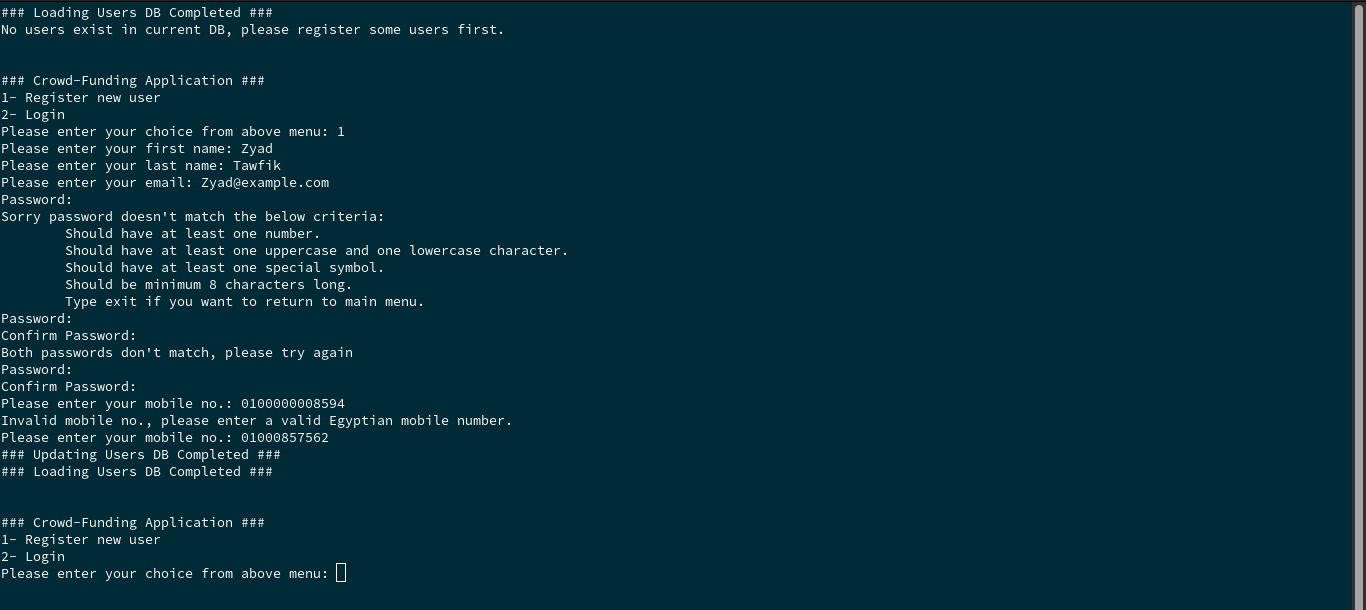 ### Loading Users DB Completed ###
No users exist in current DB, please register some users first.
### Crowd-Funding Application ###
1- Register new user
2- Login
Please enter your choice from above menu: 1
Please enter your first name: Zyad
Please enter your last name: Tawfik
Please enter your email: Zyad@example.com
Password:
Sorry password doesn't match the below criteria:
Should have at least one number.
Should have at least one uppercase and one lowercase character.
Should have at least one special symbol.
Should be minimum 8 characters long.
Type exit if you want to return to main menu.
Password:
Confirm Password:
Both passwords don't match, please try again
Password:
Confirm Password:
Please enter your mobile no.: 0100000008594
Invalid mobile no., please enter a valid Egyptian mobile number.
Please enter your mobile no.: 01000857562
### Updating Users DB Completed ###
### Loading Users DB Completed ###
### Crowd-Funding Application ###
1- Register new user
2- Login
Please enter your choice from above menu: